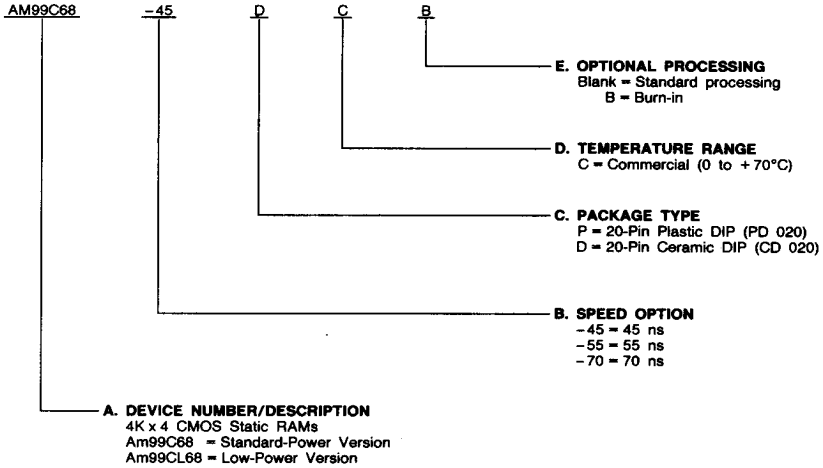 AM99C68 -45 D C B
E. OPTIONAL PROCESSING
Blank = Standard processing
B = Burn-in
D. TEMPERATURE RANGE
C = Commercial (0 to +70°C)
C. PACKAGE TYPE
P = 20-Pin Plastic DIP (PD 020)
D = 20-Pin Ceramic DIP (CD 020)
B. SPEED OPTION
-45 = 45 ns
-55 = 55 ns
-70 = 70 ns
A. DEVICE NUMBER/DESCRIPTION
4K x 4 CMOS Static RAMs
Am99C68 = Standard-Power Version
Am99CL68 = Low-Power Version